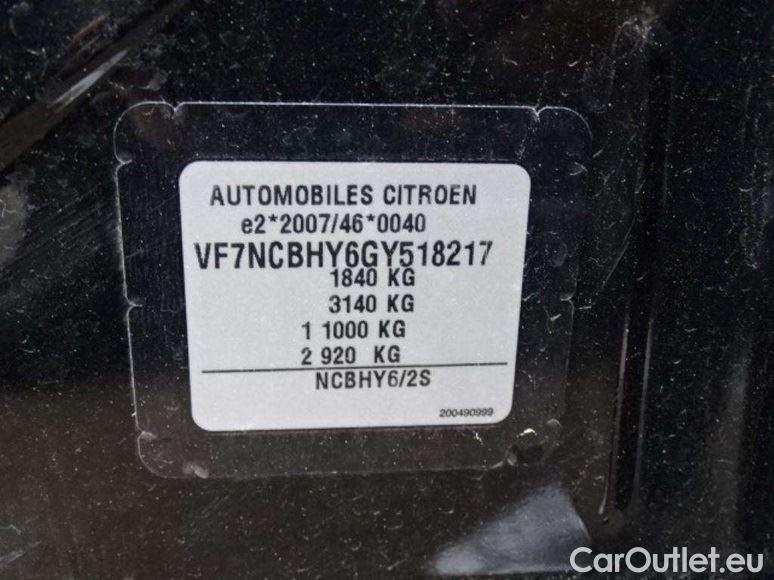 AUTOMOBILES CITROEN
e2*2007/46*0040
VF7NCBHY6GY518217
1840 KG
3140 KG
1 1000 KG
2 920 KG
NCBHY6/2S
200490999
CarOutlet.eu